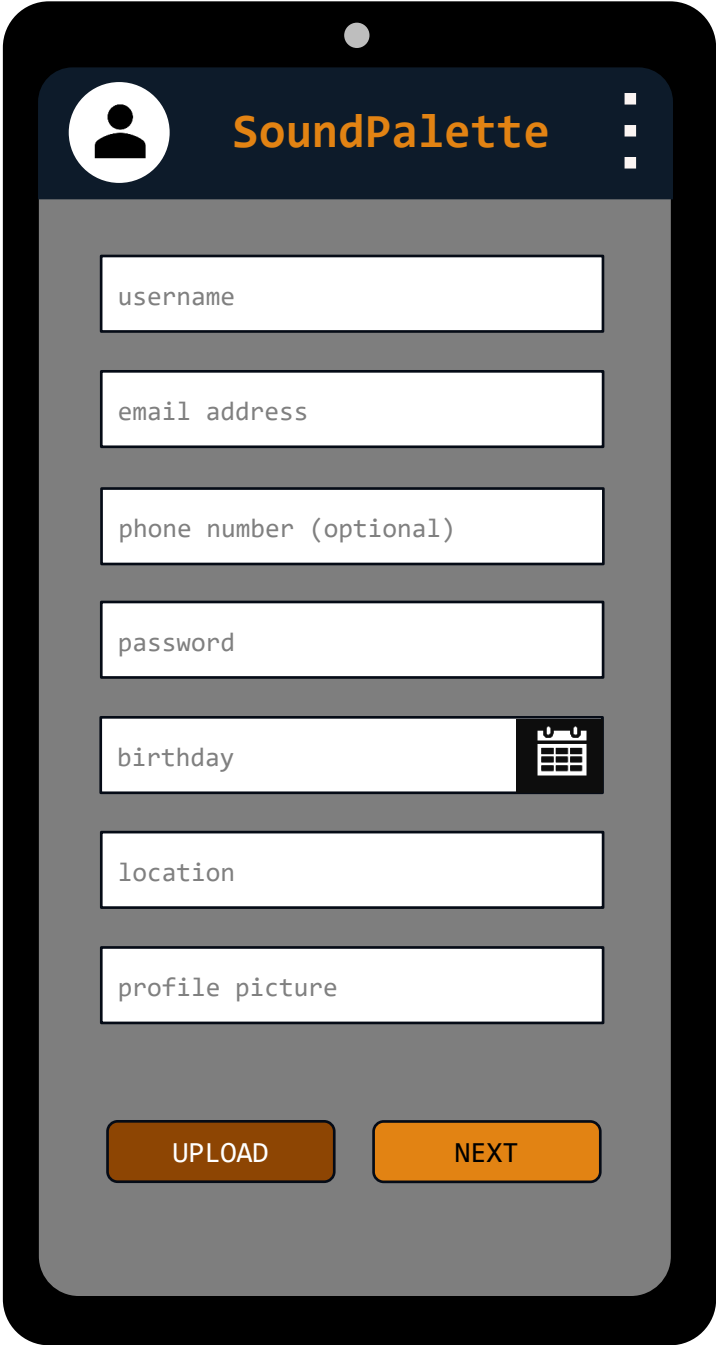 SoundPalette
username
email address
phone number (optional)
password
birthday
location
profile picture
UPLOAD
NEXT